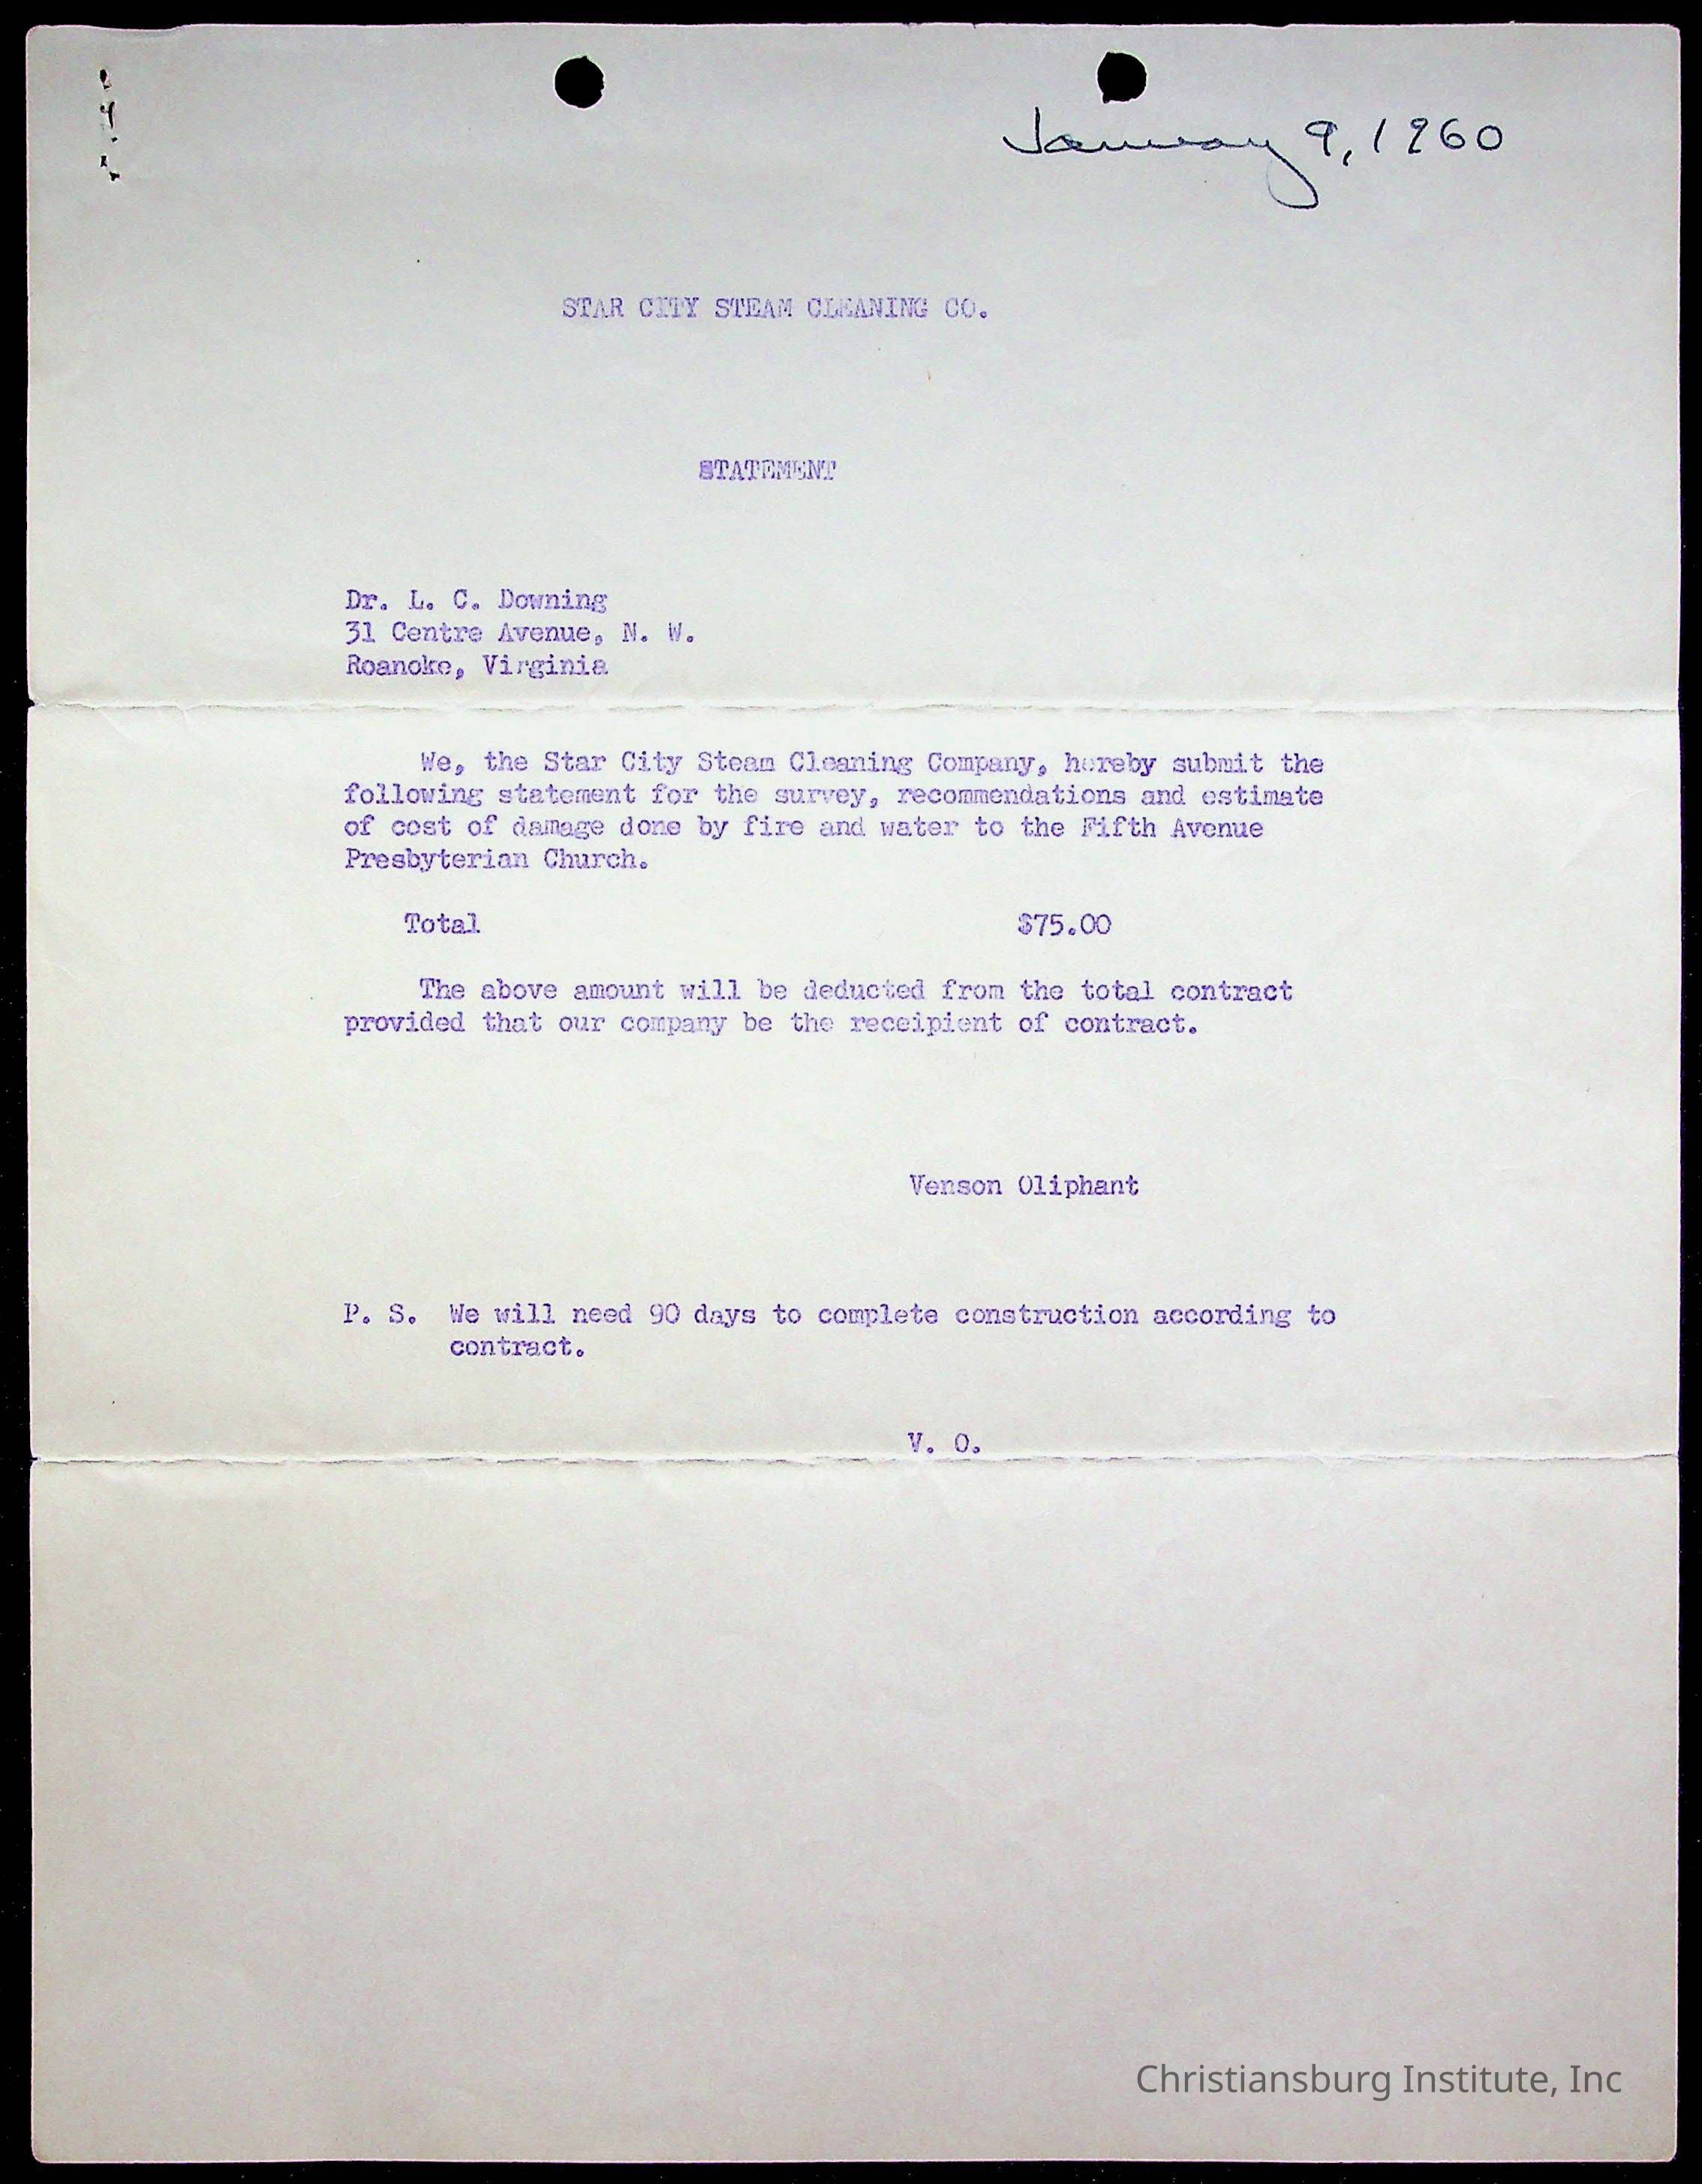 January 9, 1960
STAR CITY STEAM CLEANING CO.
STATEMENT
Dr. L. C. Downing
31 Centre Avenue, N. W.
Roanoke, Virginia
We, the Star City Steam Cleaning Company, hereby submit the
following statement for the survey, recommendations and estimate
of cost of damage done by fire and water to the Fifth Avenue
Presbyterian Church.
Total $75.00
The above amount will be deducted from the total contract
provided that our company be the receipient of contract.
Venson Oliphant
P. S. We will need 90 days to complete construction according to
contract.
V. O.
Christiansburg Institute, Inc